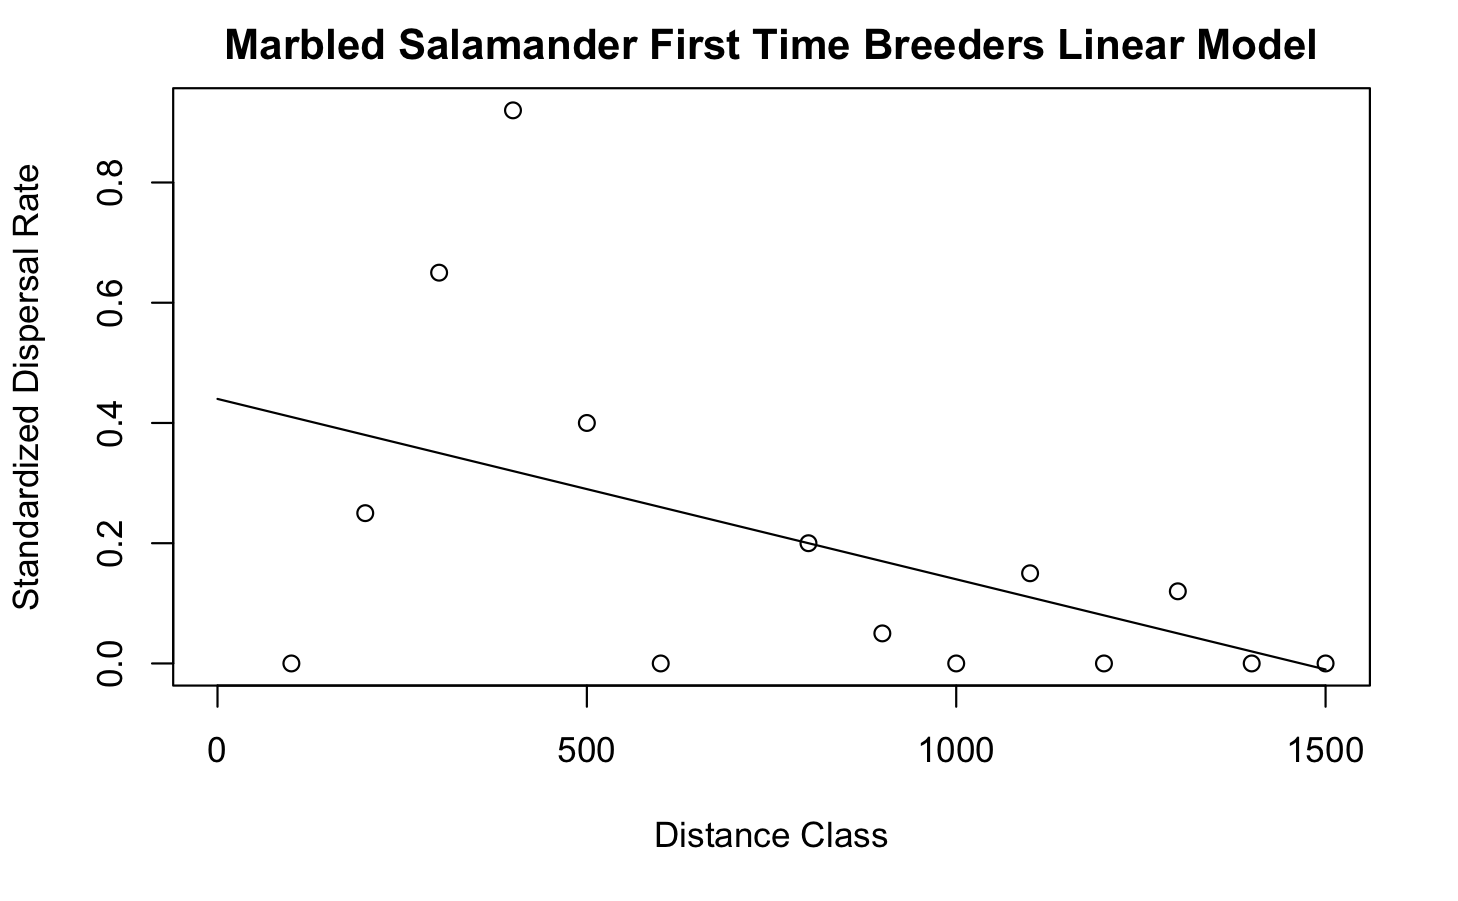 Marbled Salamander First Time Breeders Linear Model
Standardized Dispersal Rate
0.8
0.6
0.4
0.2
0.0
0 500 1000 1500
Distance Class